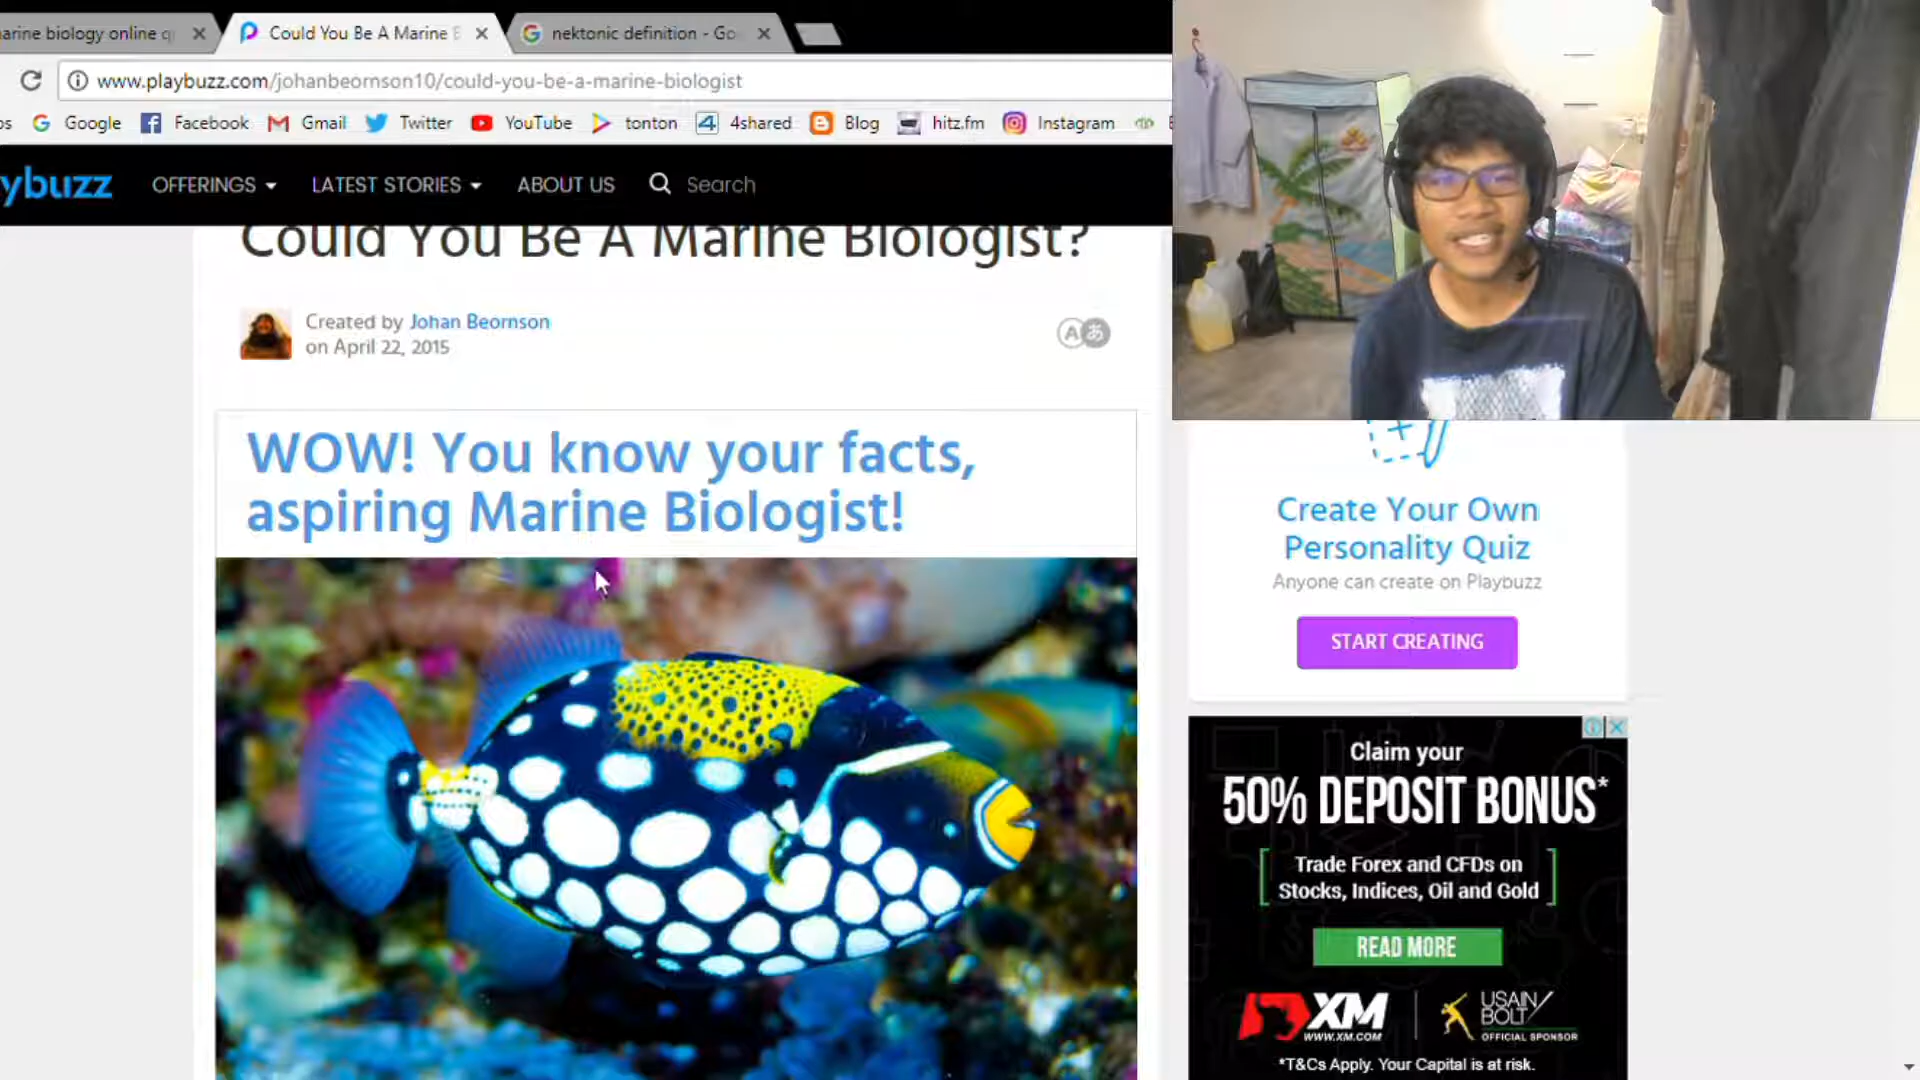 arine biology online q
Could You Be A Marine B
nektonic definition - Go
www.playbuzz.com/johanbeornson10/could-you-be-a-marine-biologist
os Google Facebook Gmail Twitter YouTube tonton 4shared Blog hitz.fm Instagram
ybuzz OFFERINGS LATEST STORIES ABOUT US Search
Could You Be A Marine Biologist?
Created by Johan Beornson
on April 22, 2015
WOW! You know your facts,
aspiring Marine Biologist!
Create Your Own
Personality Quiz
Anyone can create on Playbuzz
START CREATING
Claim your
50% DEPOSIT BONUS*
Trade Forex and CFDs on
Stocks, Indices, Oil and Gold
READ MORE
XM
WWW.XM.COM
USAIN
BOLT
OFFICIAL SPONSOR
*T&Cs Apply. Your Capital is at risk.